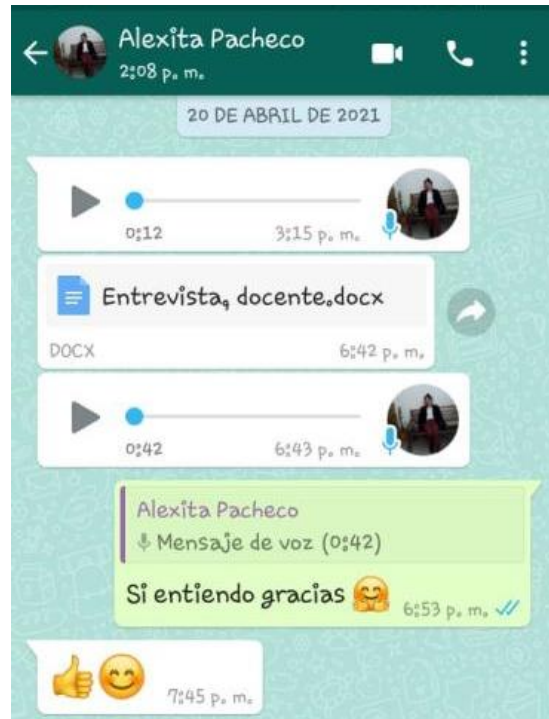 Alexita Pacheco
2:08 p. m.
20 DE ABRIL DE 2021
0:12 3:15 p. m.
Entrevista, docente.docx
DOCX 6:42 p. m.
0:42 6:43 p. m.
Alexita Pacheco
Mensaje de voz (0:42)
Si entiendo gracias 🤗 6:53 p. m.
👍😊 7:45 p. m.